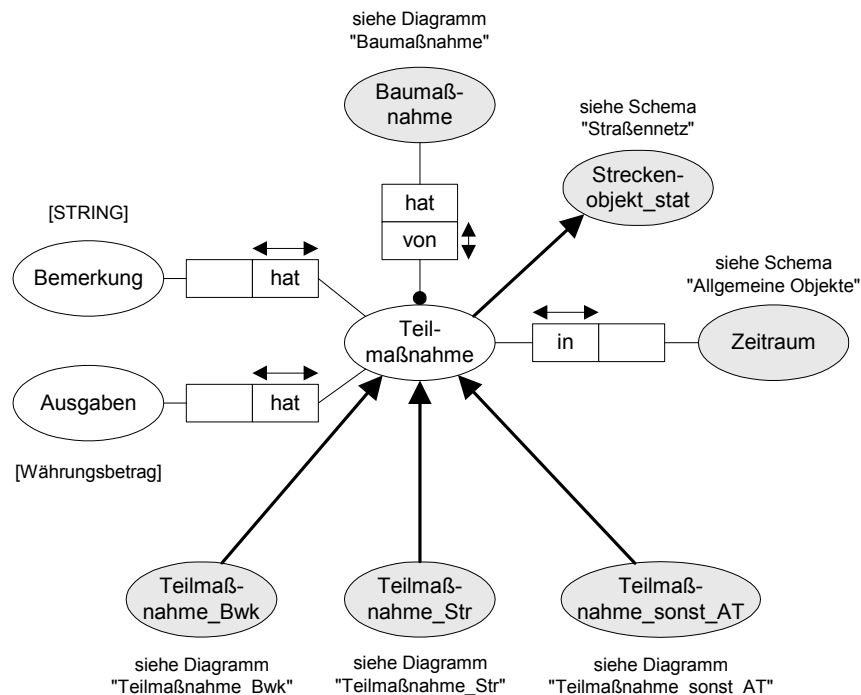 siehe Diagramm
"Baumaßnahme"
Baumaß-
nahme
siehe Schema
"Straßennetz"
Strecken-
objekt_stat
hat
von
[STRING]
Bemerkung
hat
siehe Schema
"Allgemeine Objekte"
Teil-
maßnahme
in
Zeitraum
Ausgaben
hat
[Währungsbetrag]
Teilmaß-
nahme_Bwk
Teilmaß-
nahme_Str
Teilmaß-
nahme_sonst_AT
siehe Diagramm
"Teilmaßnahme_Bwk"
siehe Diagramm
"Teilmaßnahme_Str"
siehe Diagramm
"Teilmaßnahme_sonst_AT"